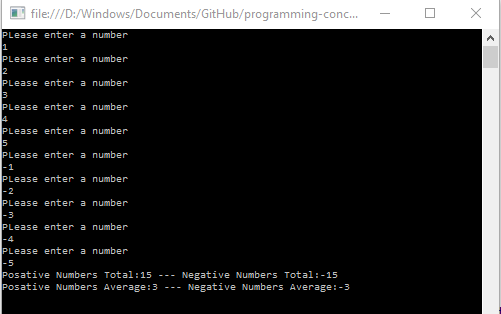 file:///D:/Windows/Documents/GitHub/programming-conc...
PLease enter a number
1
PLease enter a number
2
PLease enter a number
3
PLease enter a number
4
PLease enter a number
5
PLease enter a number
-1
PLease enter a number
-2
PLease enter a number
-3
PLease enter a number
-4
PLease enter a number
-5
Posative Numbers Total:15 --- Negative Numbers Total:-15
Posative Numbers Average:3 --- Negative Numbers Average:-3